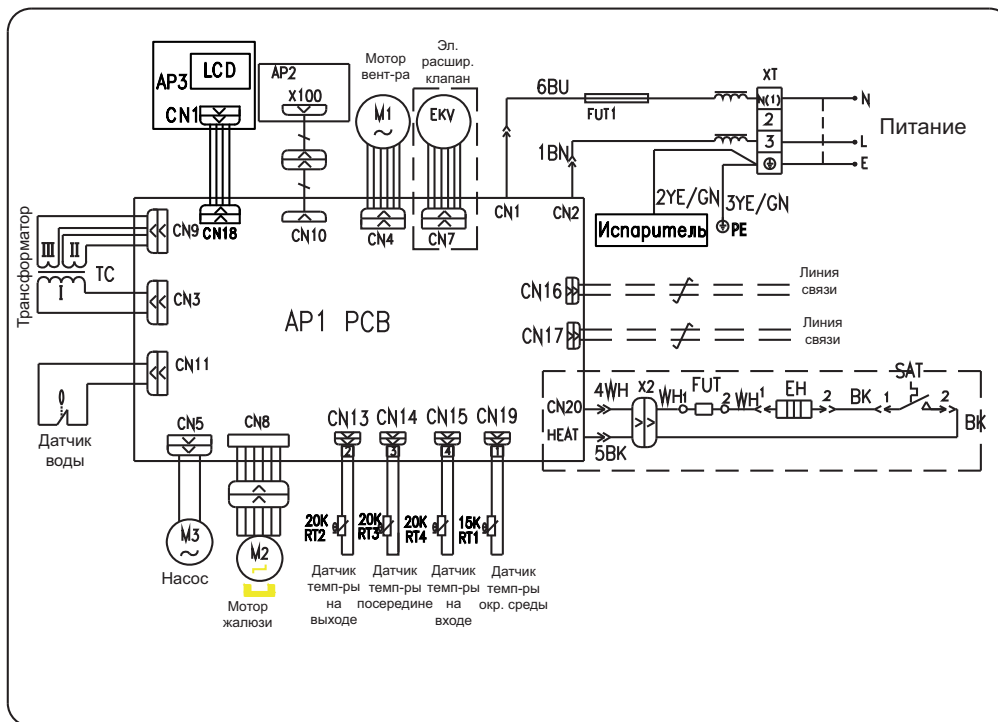 LCD
AP3
CN1
CN18
AP2
X100
CN10
Мотор
вент-ра
M1
CN4
Эл.
расшир.
клапан
EKV
CN7
6BU
FUT1
1BN
CN1
CN2
XT
N(1)
2
3
N
L
E
Питание
2YE/GN
3YE/GN
Испаритель
PE
Трансформатор
III
II
I
TC
CN9
CN3
CN11
Датчик
воды
AP1 PCB
CN16
Линия
связи
CN17
Линия
связи
CN20
HEAT
4WH
5BK
X2
WH
1
FUT
2
WH
1
EH
2
BK
1
SAT
2
BK
CN5
M3
Насос
CN8
M2
Мотор
жалюзи
CN13
2
20K
RT2
Датчик
темп-ры
на
выходе
CN14
3
20K
RT3
Датчик
темп-ры
посередине
CN15
4
20K
RT4
Датчик
темп-ры
на
входе
CN19
1
15K
RT1
Датчик
темп-ры
окр. среды